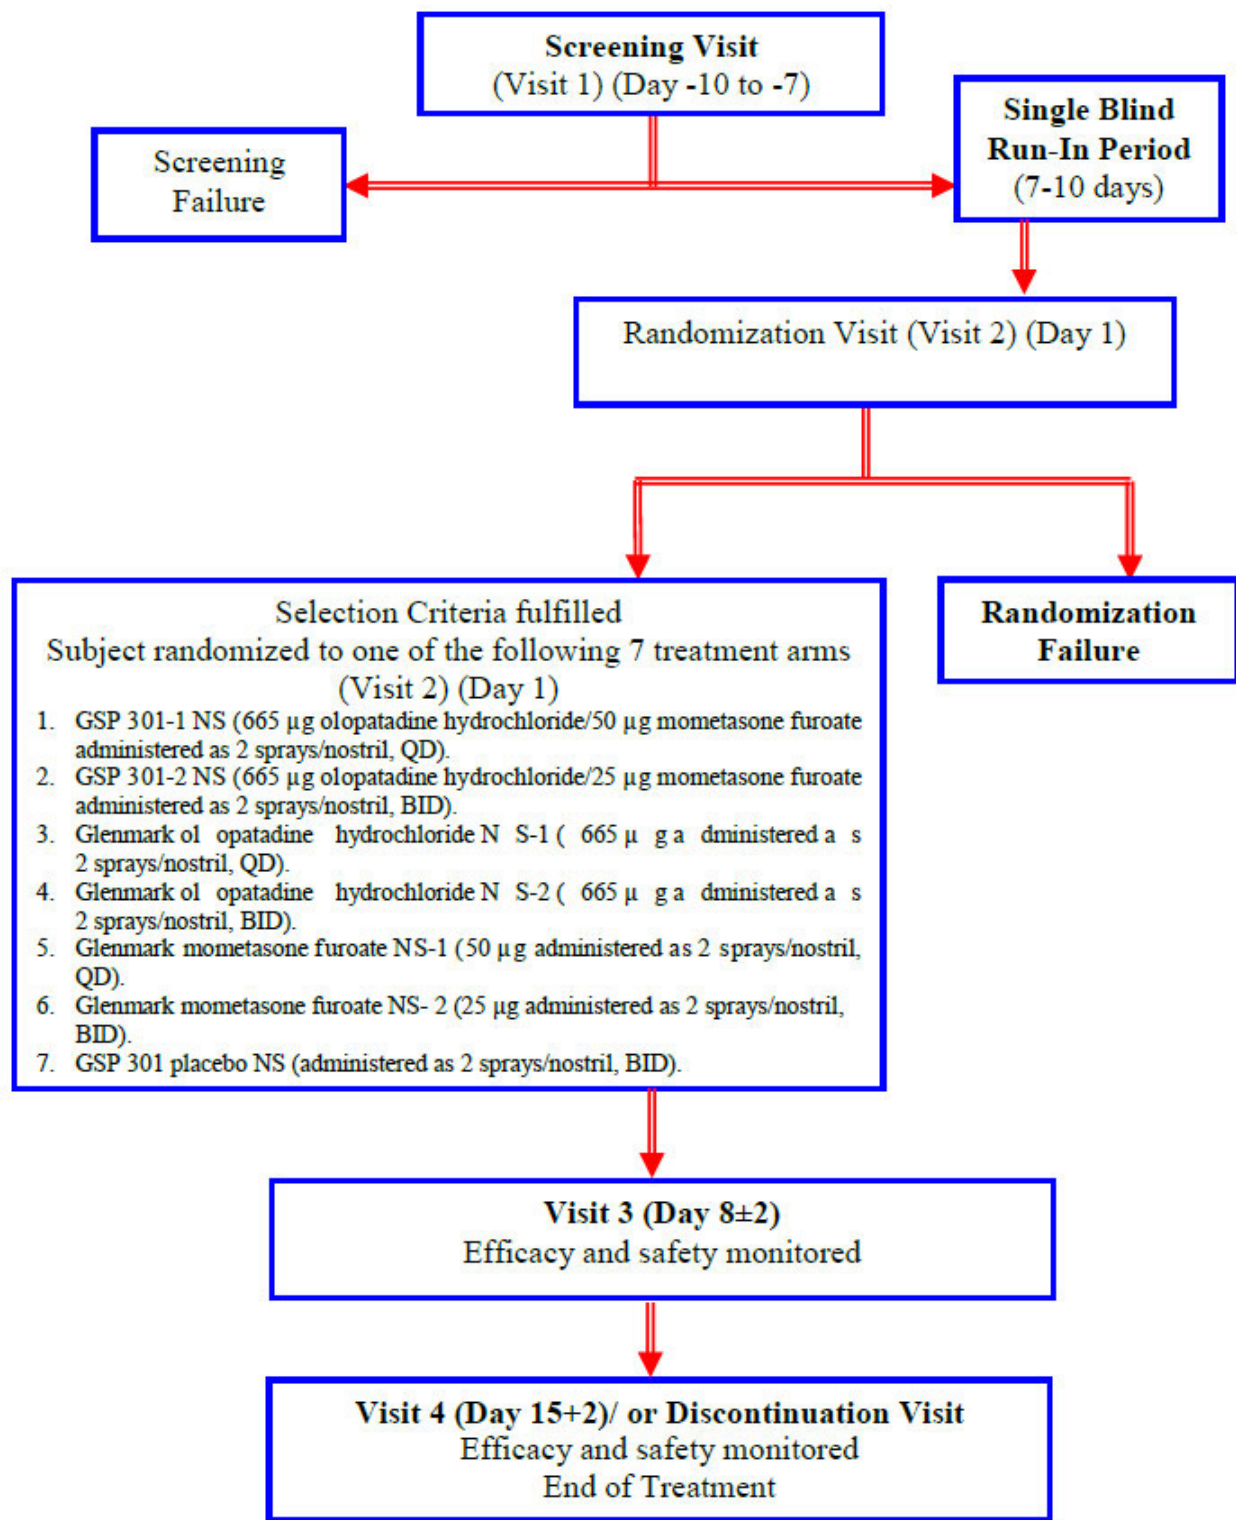 Screening Visit
(Visit 1) (Day -10 to -7)
Single Blind
Run-In Period
(7-10 days)
Screening
Failure
Randomization Visit (Visit 2) (Day 1)
Selection Criteria fulfilled
Subject randomized to one of the following 7 treatment arms
(Visit 2) (Day 1)
1. GSP 301-1 NS (665 µg olopatadine hydrochloride/50 µg mometasone furoate
administered as 2 sprays/nostril, QD).
2. GSP 301-2 NS (665 µg olopatadine hydrochloride/25 µg mometasone furoate
administered as 2 sprays/nostril, BID).
3. Glenmark ol opatadine hydrochloride N S-1 ( 665 µ g a dministered a s
2 sprays/nostril, QD).
4. Glenmark ol opatadine hydrochloride N S-2 ( 665 µ g a dministered a s
2 sprays/nostril, BID).
5. Glenmark mometasone furoate NS-1 (50 µg administered as 2 sprays/nostril,
QD).
6. Glenmark mometasone furoate NS- 2 (25 µg administered as 2 sprays/nostril,
BID).
7. GSP 301 placebo NS (administered as 2 sprays/nostril, BID).
Randomization
Failure
Visit 3 (Day 8±2)
Efficacy and safety monitored
Visit 4 (Day 15+2)/ or Discontinuation Visit
Efficacy and safety monitored
End of Treatment